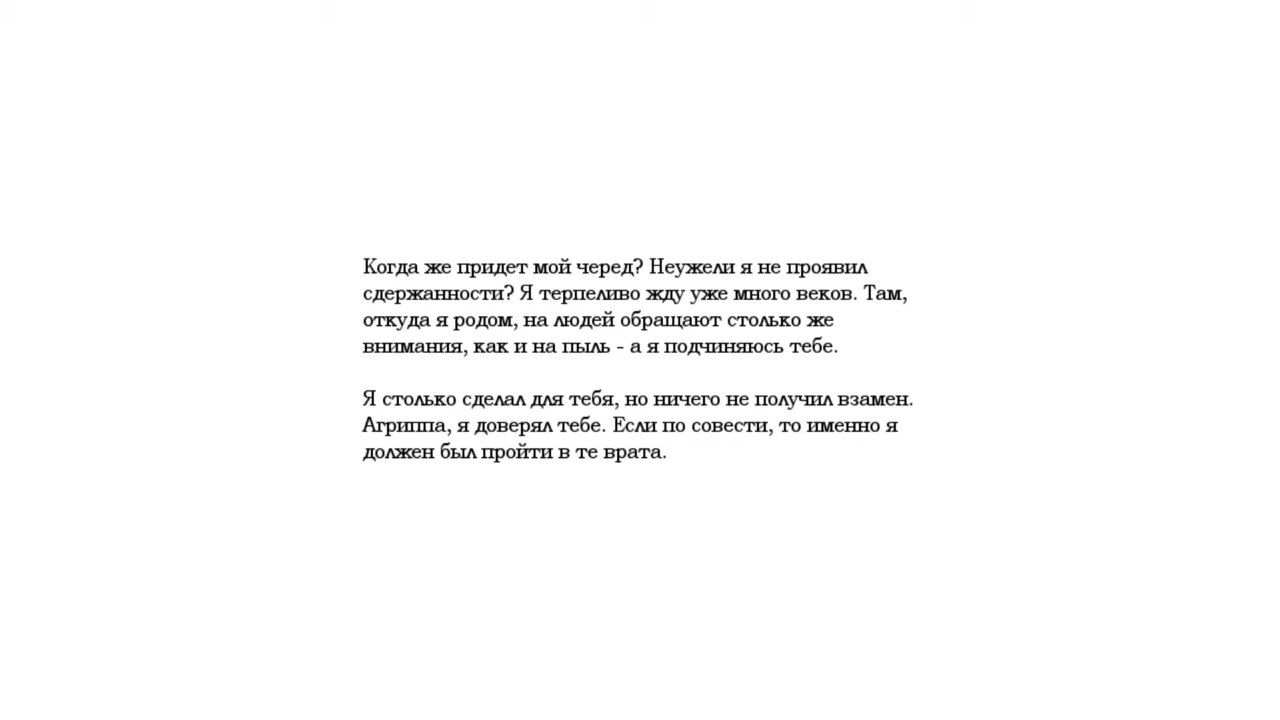 Когда же придет мой черед? Неужели я не проявил
сдержанности? Я терпеливо жду уже много веков. Там,
откуда я родом, на людей обращают столько же
внимания, как и на пыль - а я подчиняюсь тебе.
Я столько сделал для тебя, но ничего не получил взамен.
Агриппа, я доверял тебе. Если по совести, то именно я
должен был пройти в те врата.